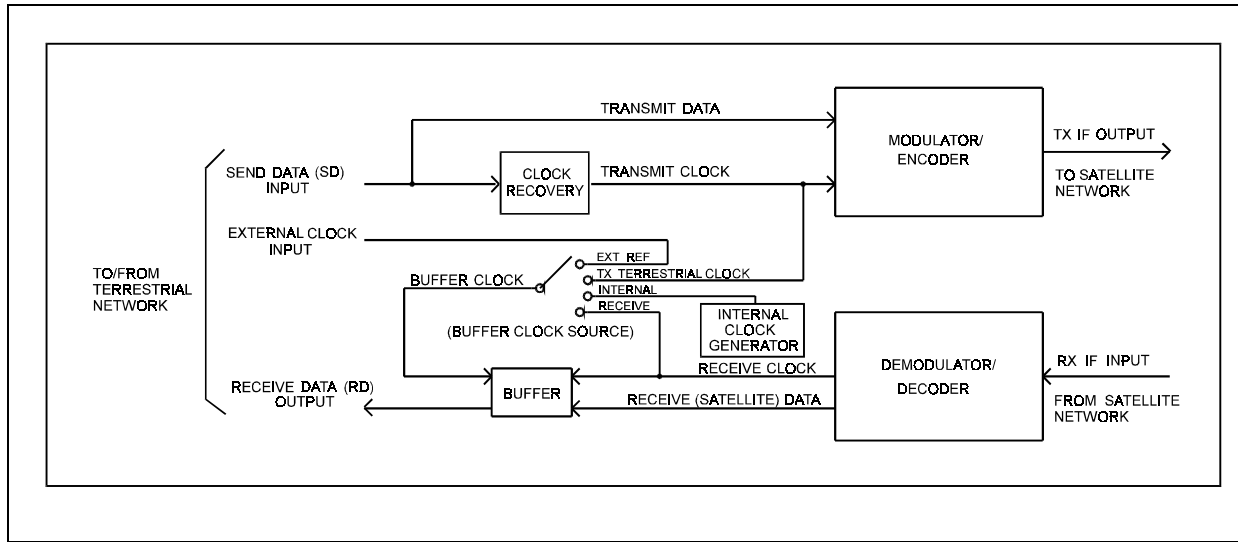 TRANSMIT DATA
MODULATOR/
ENCODER
TX IF OUTPUT
TO SATELLITE
NETWORK
SEND DATA (SD)
INPUT
CLOCK
RECOVERY
TRANSMIT CLOCK
EXTERNAL CLOCK
INPUT
TO/FROM
TERRESTRIAL
NETWORK
BUFFER CLOCK
EXT REF
TX TERRESTRIAL CLOCK
INTERNAL
RECEIVE
(BUFFER CLOCK SOURCE)
INTERNAL
CLOCK
GENERATOR
RECEIVE CLOCK
DEMODULATOR/
DECODER
RX IF INPUT
FROM SATELLITE
NETWORK
RECEIVE DATA (RD)
OUTPUT
BUFFER
RECEIVE (SATELLITE) DATA